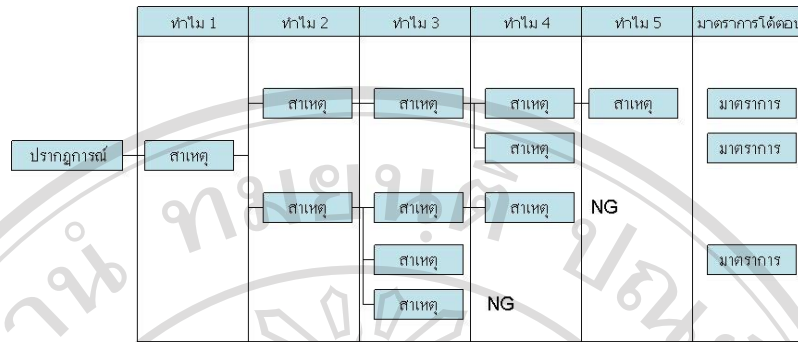 ทำไม 1 ทำไม 2 ทำไม 3 ทำไม 4 ทำไม 5 มาตราการโต้ตอบ
สาเหตุ สาเหตุ สาเหตุ สาเหตุ มาตราการ
สาเหตุ มาตราการ
ปรากฏการณ์ สาเหตุ
สาเหตุ สาเหตุ สาเหตุ NG
สาเหตุ มาตราการ
สาเหตุ NG